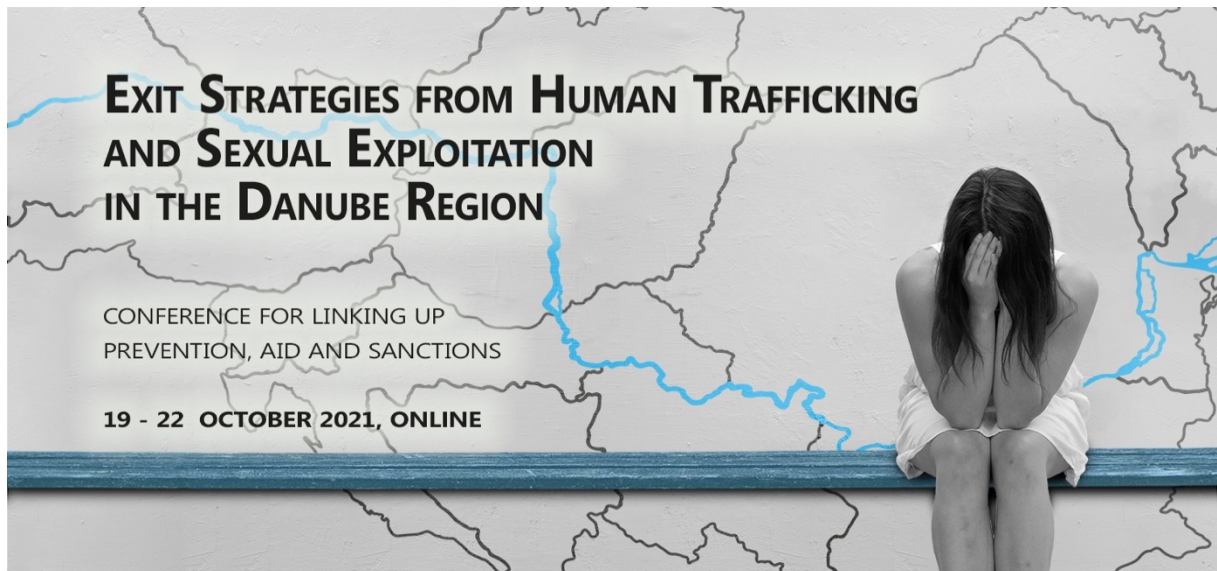 Exit Strategies from Human Trafficking
and Sexual Exploitation
in the Danube Region
CONFERENCE FOR LINKING UP
PREVENTION, AID AND SANCTIONS
19 - 22 OCTOBER 2021, ONLINE